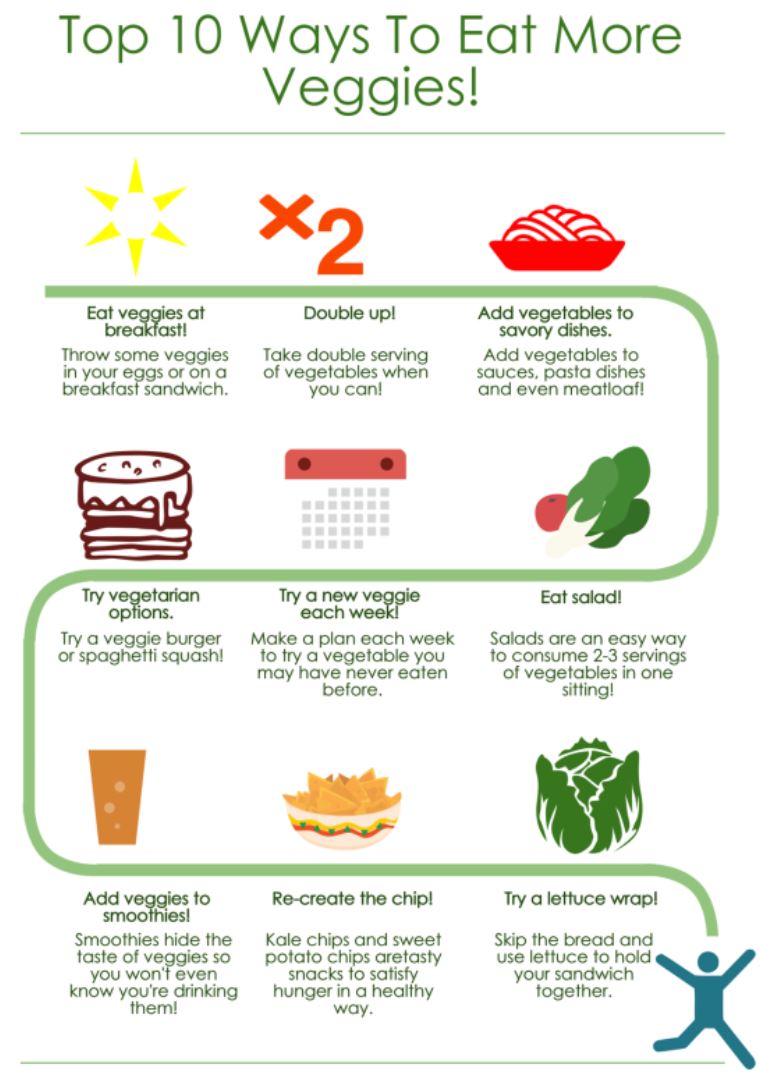 Top 10 Ways To Eat More
Veggies!
×2
Eat veggies at
breakfast!
Throw some veggies
in your eggs or on a
breakfast sandwich.
Double up!
Take double serving
of vegetables when
you can!
Add vegetables to
savory dishes.
Add vegetables to
sauces, pasta dishes
and even meatloaf!
Try vegetarian
options.
Try a veggie burger
or spaghetti squash!
Try a new veggie
each week!
Make a plan each week
to try a vegetable you
may have never eaten
before.
Eat salad!
Salads are an easy way
to consume 2-3 servings
of vegetables in one
sitting!
Add veggies to
smoothies!
Smoothies hide the
taste of veggies so
you won't even
know you're drinking
them!
Re-create the chip!
Kale chips and sweet
potato chips aretasty
snacks to satisfy
hunger in a healthy
way.
Try a lettuce wrap!
Skip the bread and
use lettuce to hold
your sandwich
together.